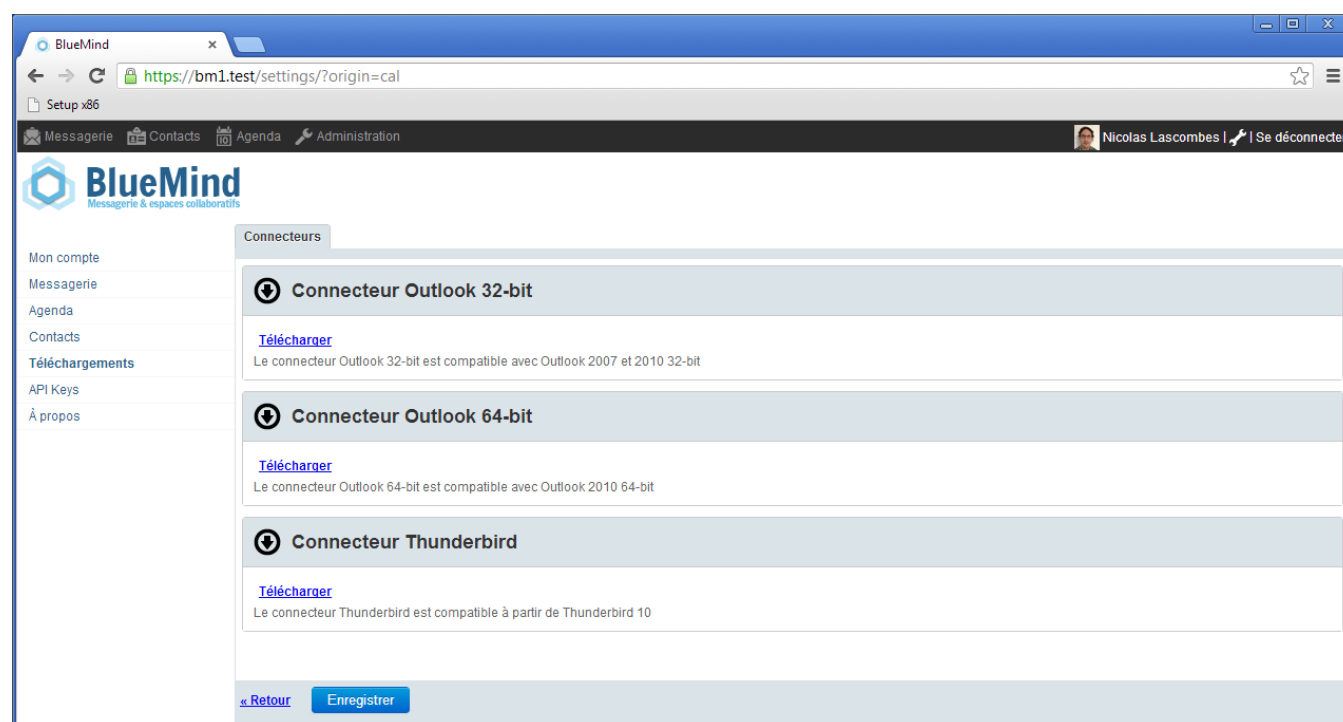 BlueMind
https://bm1.test/settings/?origin=cal
Setup x86
Messagerie Contacts 10 Agenda Administration Nicolas Lascombes | | Se déconnecte
BlueMind
Messagerie & espaces collaboratifs
Connecteurs
Mon compte
Messagerie
Agenda
Contacts
Téléchargements
API Keys
À propos
Connecteur Outlook 32-bit
Télécharger
Le connecteur Outlook 32-bit est compatible avec Outlook 2007 et 2010 32-bit
Connecteur Outlook 64-bit
Télécharger
Le connecteur Outlook 64-bit est compatible avec Outlook 2010 64-bit
Connecteur Thunderbird
Télécharger
Le connecteur Thunderbird est compatible à partir de Thunderbird 10
« Retour Enregistrer